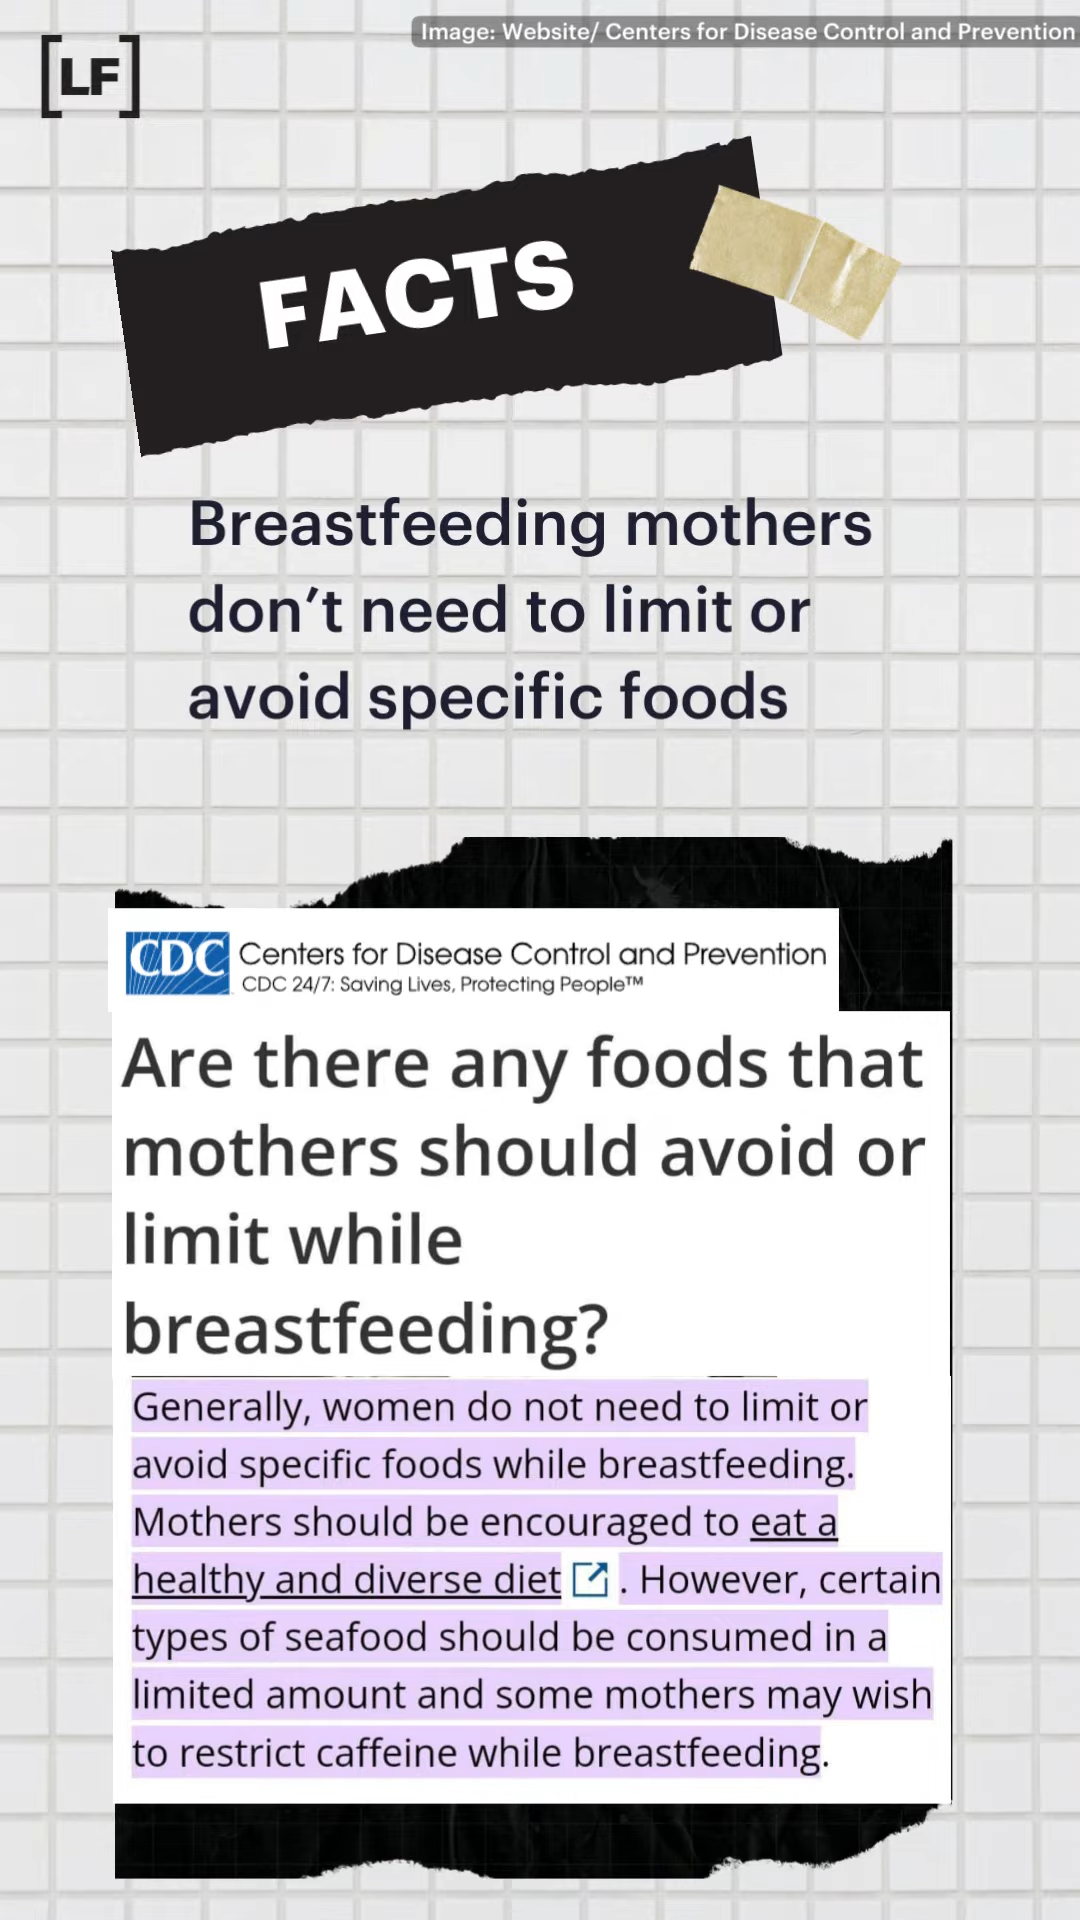 Image: Website/ Centers for Disease Control and Prevention
[LF]
FACTS
Breastfeeding mothers
don’t need to limit or
avoid specific foods
CDC Centers for Disease Control and Prevention
CDC 24/7: Saving Lives, Protecting People™
Are there any foods that
mothers should avoid or
limit while
breastfeeding?
Generally, women do not need to limit or
avoid specific foods while breastfeeding.
Mothers should be encouraged to eat a
healthy and diverse diet . However, certain
types of seafood should be consumed in a
limited amount and some mothers may wish
to restrict caffeine while breastfeeding.